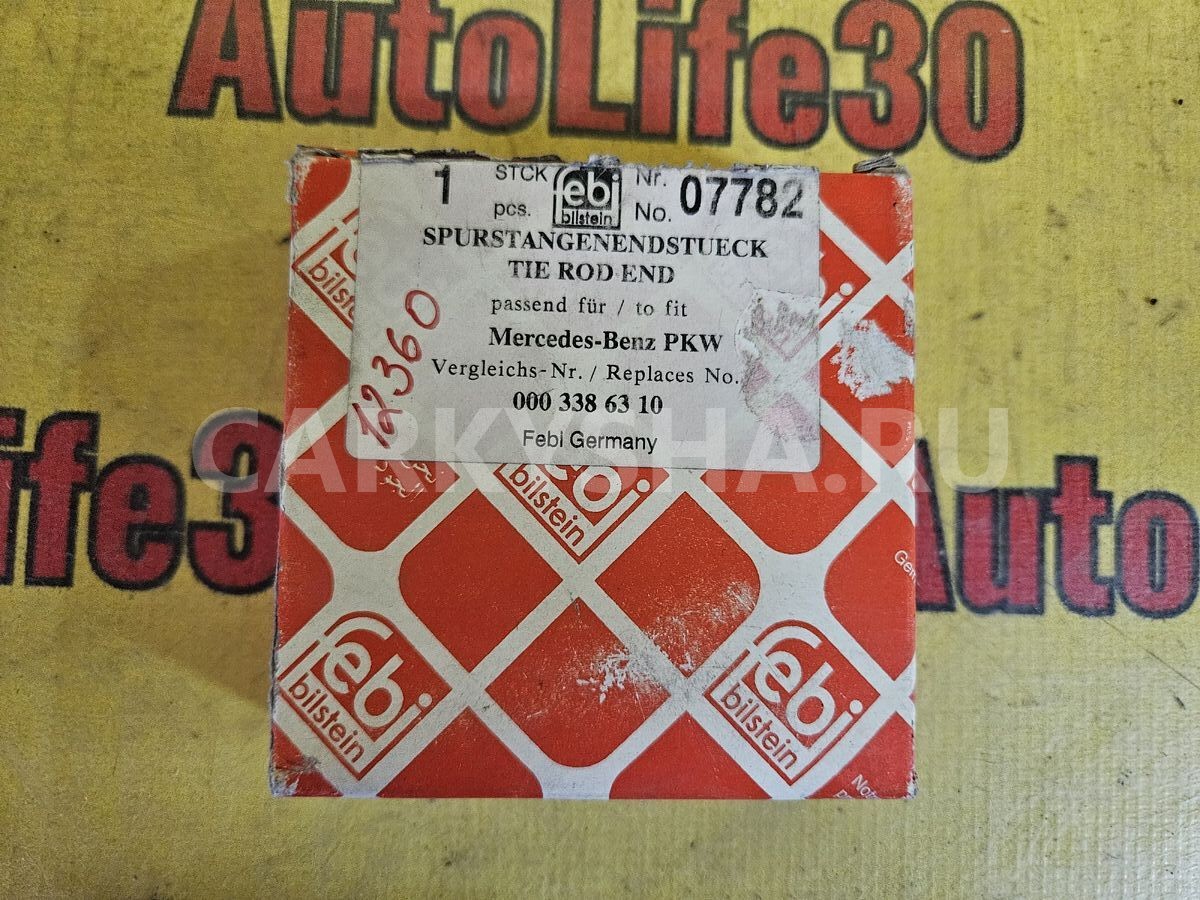 AutoLife30
1 STCK pcs. febi bilstein Nr. No. 07782
SPURSTANGENENDSTUECK
TIE ROD END
passend für / to fit
Mercedes-Benz PKW
Vergleichs-Nr. / Replaces No.
000 338 63 10
Febi Germany
12360
CARKYSHA.RU
ife3
Auto
febi
bilstein
febi
bilstein
febi
bilstein
febi
bilstein